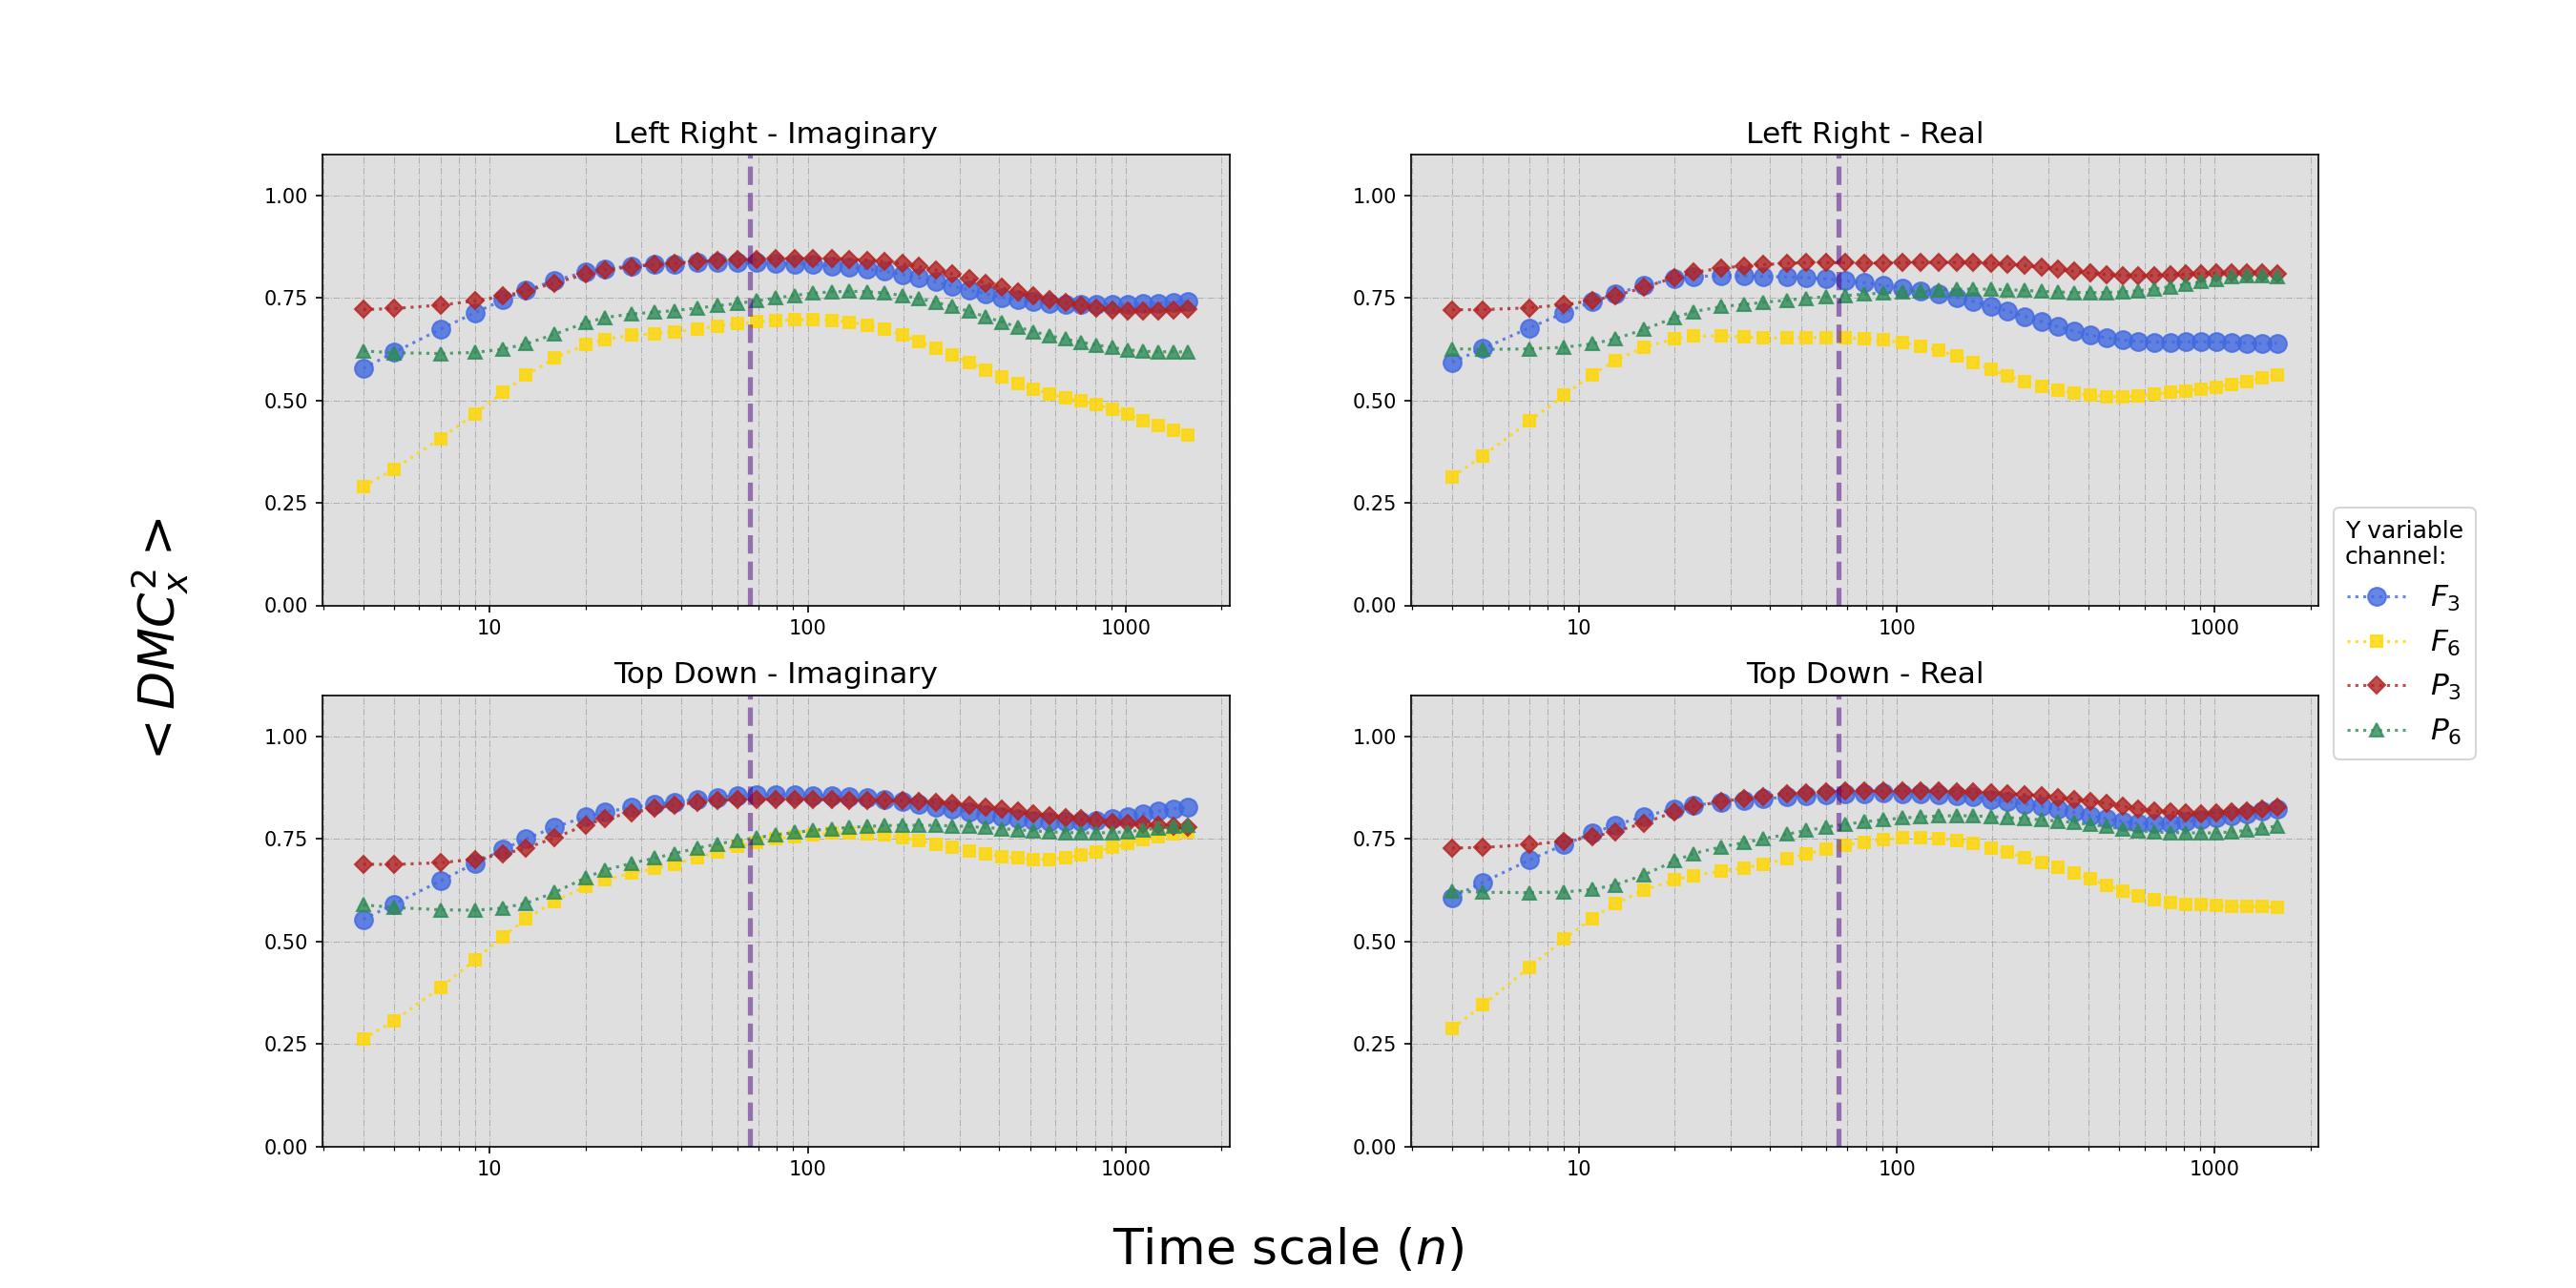 Left Right - Imaginary
1.00
0.75
0.50
0.25
0.00
10 100 1000
Left Right - Real
1.00
0.75
0.50
0.25
0.00
10 100 1000
Top Down - Imaginary
1.00
0.75
0.50
0.25
0.00
10 100 1000
Top Down - Real
1.00
0.75
0.50
0.25
0.00
10 100 1000
< DMC²ₓ >
Time scale (n)
Y variable
channel:
F₃
F₆
P₃
P₆